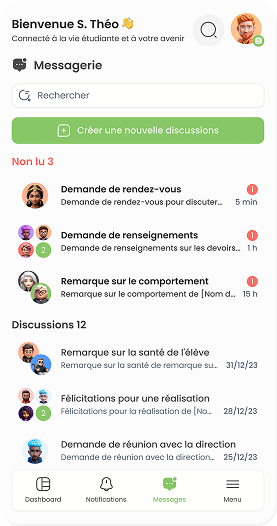 Bienvenue S. Théo 👋
Connecté à la vie étudiante et à votre avenir
Messagerie
Rechercher
Créer une nouvelle discussions
Non lu 3
Demande de rendez-vous
1
Demande de rendez-vous pour discuter...
5 min
Demande de renseignements
1
2
Demande de renseignements sur les devoirs...
1 h
Remarque sur le comportement
1
Remarque sur le comportement de [Nom d...
15 h
Discussions 12
Remarque sur la santé de l'élève
Remarque sur la santé de remarque su...
31/12/23
Félicitations pour une réalisation
2
Félicitations pour la réalisation de [No...
28/12/23
Demande de réunion avec la direction
Demande de réunion avec la direction...
25/12/23
Dashboard
Notifications
Messages
Menu